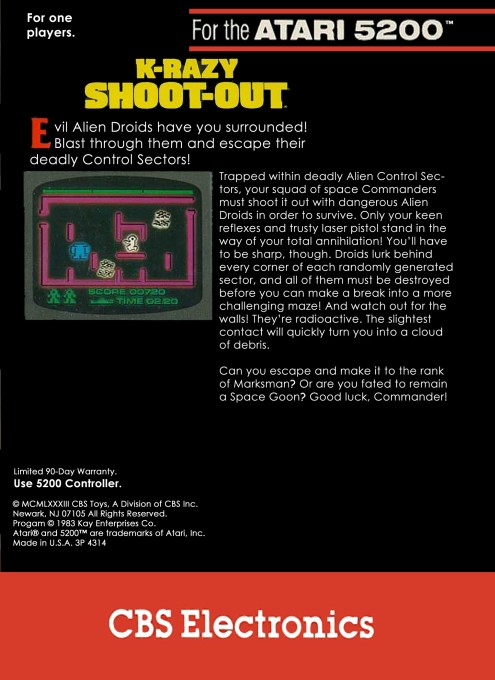 For one
players.
For the ATARI 5200™
K-RAZY
SHOOT-OUT
Evil Alien Droids have you surrounded!
Blast through them and escape their
deadly Control Sectors!
Trapped within deadly Alien Control Sec-
tors, your squad of space Commanders
must shoot it out with dangerous Alien
Droids in order to survive. Only your keen
reflexes and trusty laser pistol stand in the
way of your total annihilation! You'll have
to be sharp, though. Droids lurk behind
every corner of each randomly generated
sector, and all of them must be destroyed
before you can make a break into a more
challenging maze! And watch out for the
walls! They're radioactive. The slightest
contact will quickly turn you into a cloud
of debris.
SCORE 00720
TIME 02:20
Can you escape and make it to the rank
of Marksman? Or are you fated to remain
a Space Goon? Good luck, Commander!
Limited 90-Day Warranty.
Use 5200 Controller.
© MCMLXXXIII CBS Toys, A Division of CBS Inc.
Newark, NJ 07105 All Rights Reserved.
Progam © 1983 Kay Enterprises Co.
Atari® and 5200™ are trademarks of Atari, Inc.
Made in U.S.A. 3P 4314
CBS Electronics